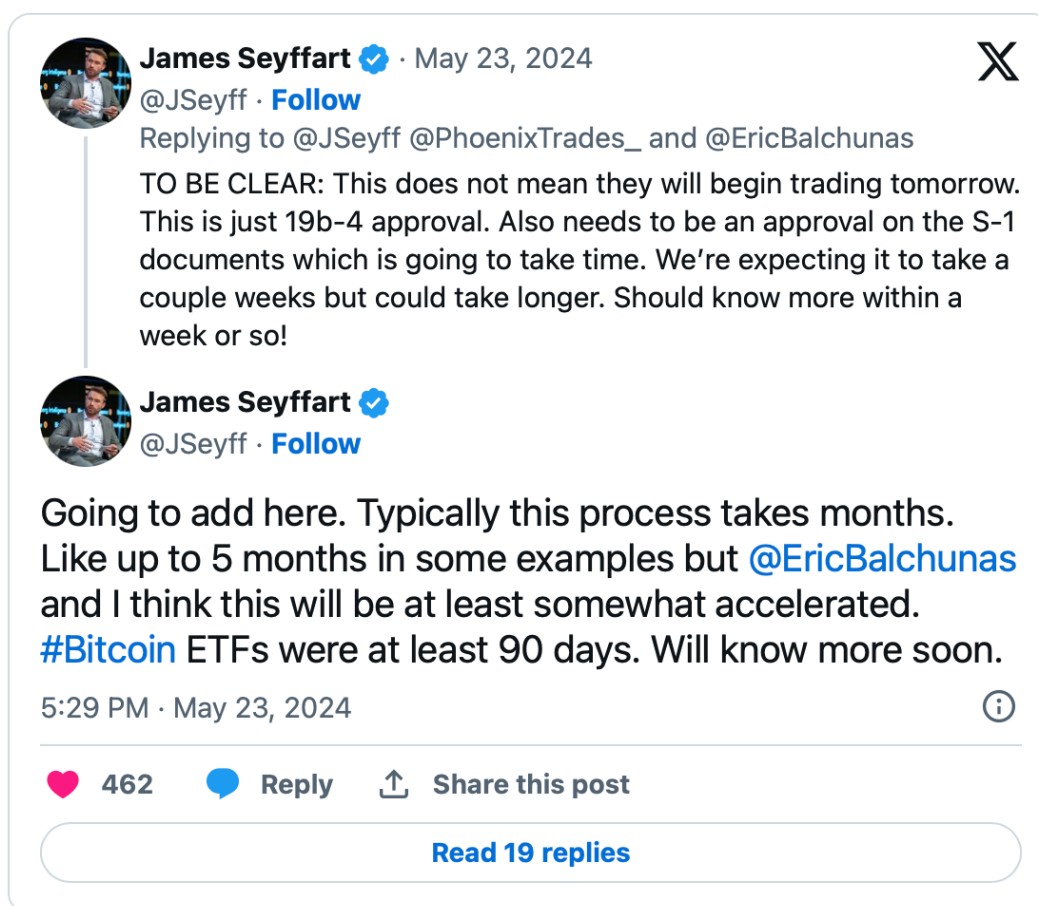 James Seyffart · May 23, 2024
@JSeyff · Follow
Replying to @JSeyff @PhoenixTrades_ and @EricBalchunas
TO BE CLEAR: This does not mean they will begin trading tomorrow.
This is just 19b-4 approval. Also needs to be an approval on the S-1
documents which is going to take time. We’re expecting it to take a
couple weeks but could take longer. Should know more within a
week or so!
James Seyffart
@JSeyff · Follow
Going to add here. Typically this process takes months.
Like up to 5 months in some examples but @EricBalchunas
and I think this will be at least somewhat accelerated.
#Bitcoin ETFs were at least 90 days. Will know more soon.
5:29 PM · May 23, 2024
462 Reply Share this post
Read 19 replies